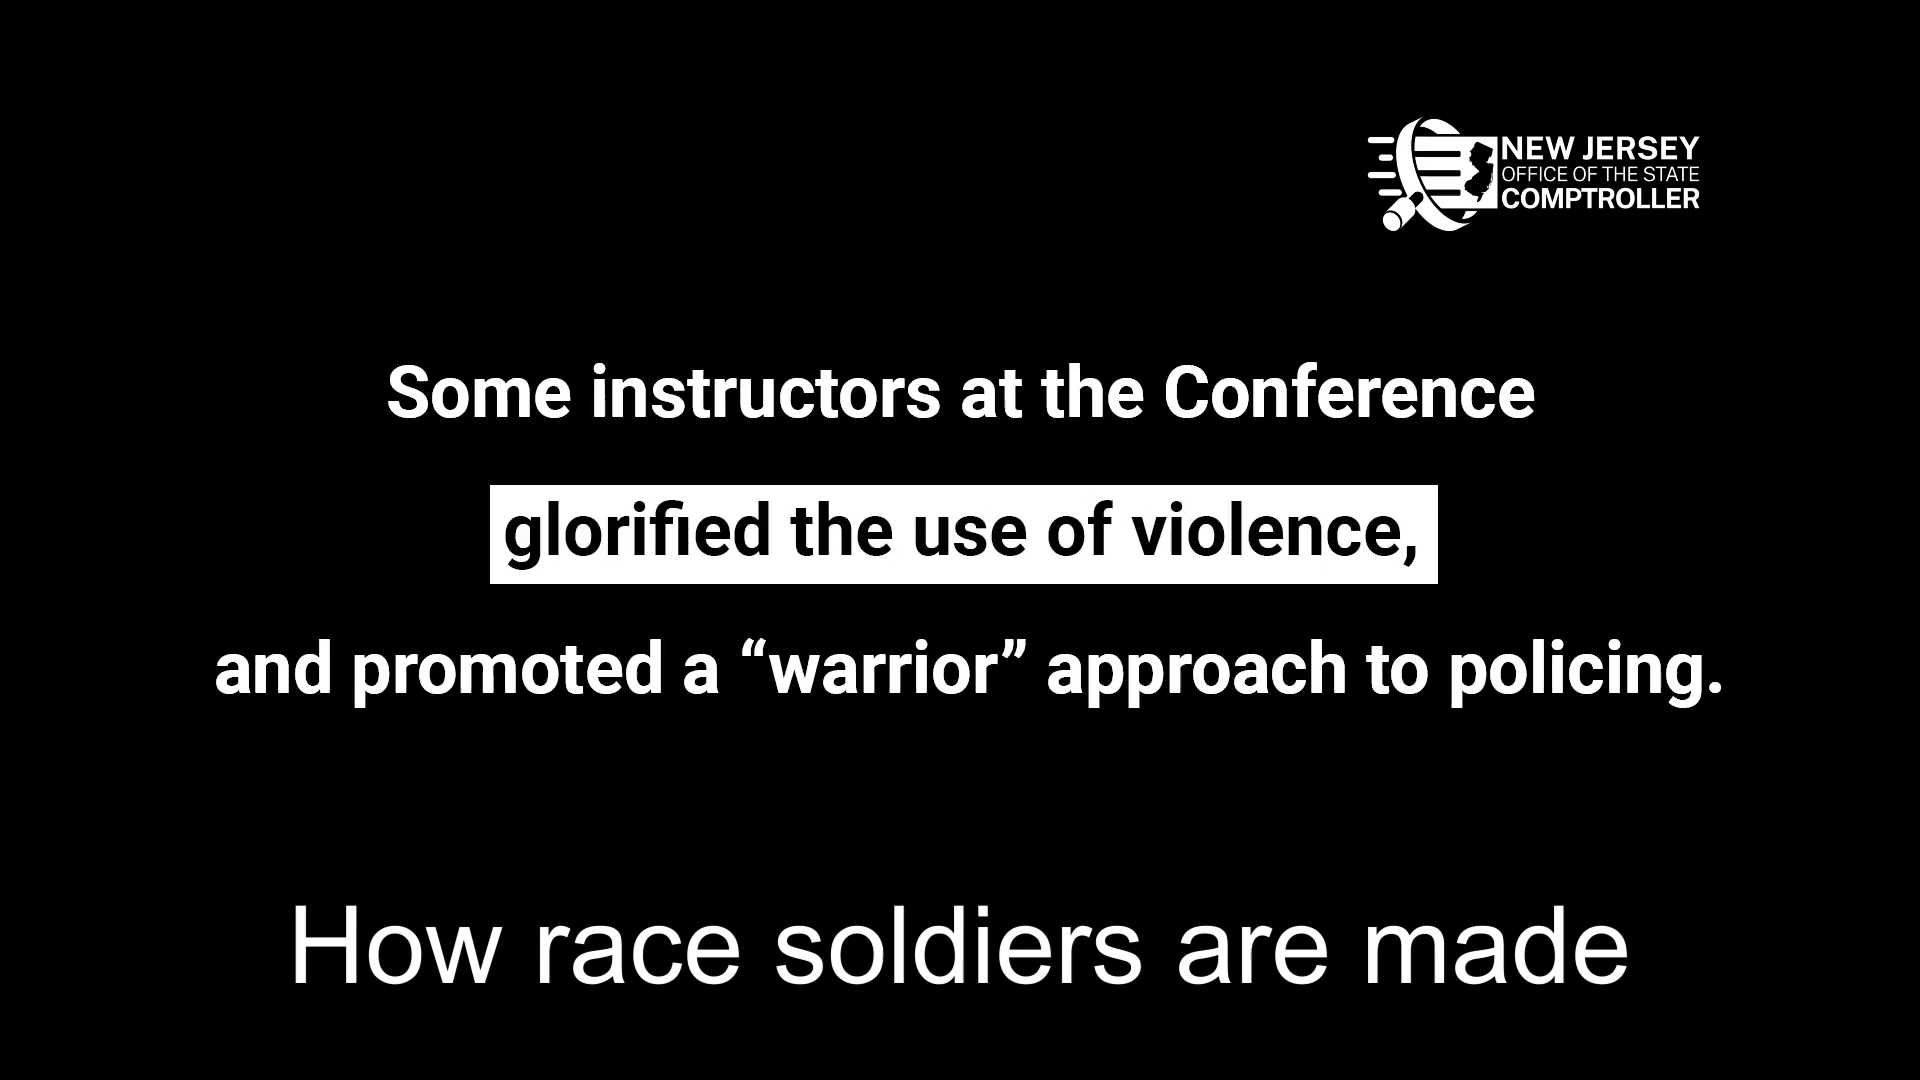 NEW JERSEY
OFFICE OF THE STATE
COMPTROLLER
Some instructors at the Conference
glorified the use of violence,
and promoted a “warrior” approach to policing.
How race soldiers are made